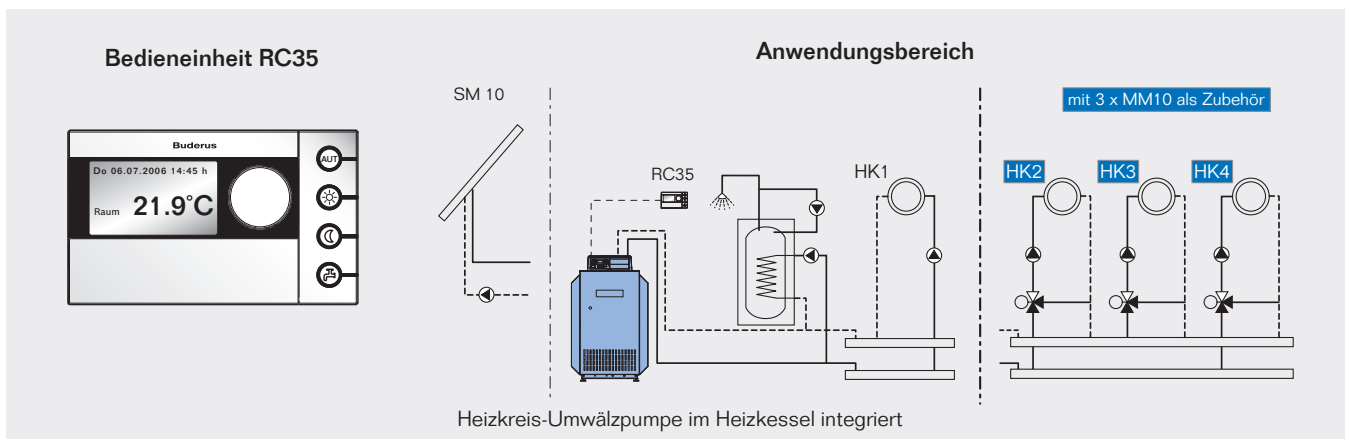 Bedieneinheit RC35
Anwendungsbereich
SM 10
mit 3 x MM10 als Zubehör
Buderus
Do 06.07.2006 14:45 h
Raum 21.9°C
AUT
RC35
HK1
HK2
HK3
HK4
Heizkreis-Umwälzpumpe im Heizkessel integriert